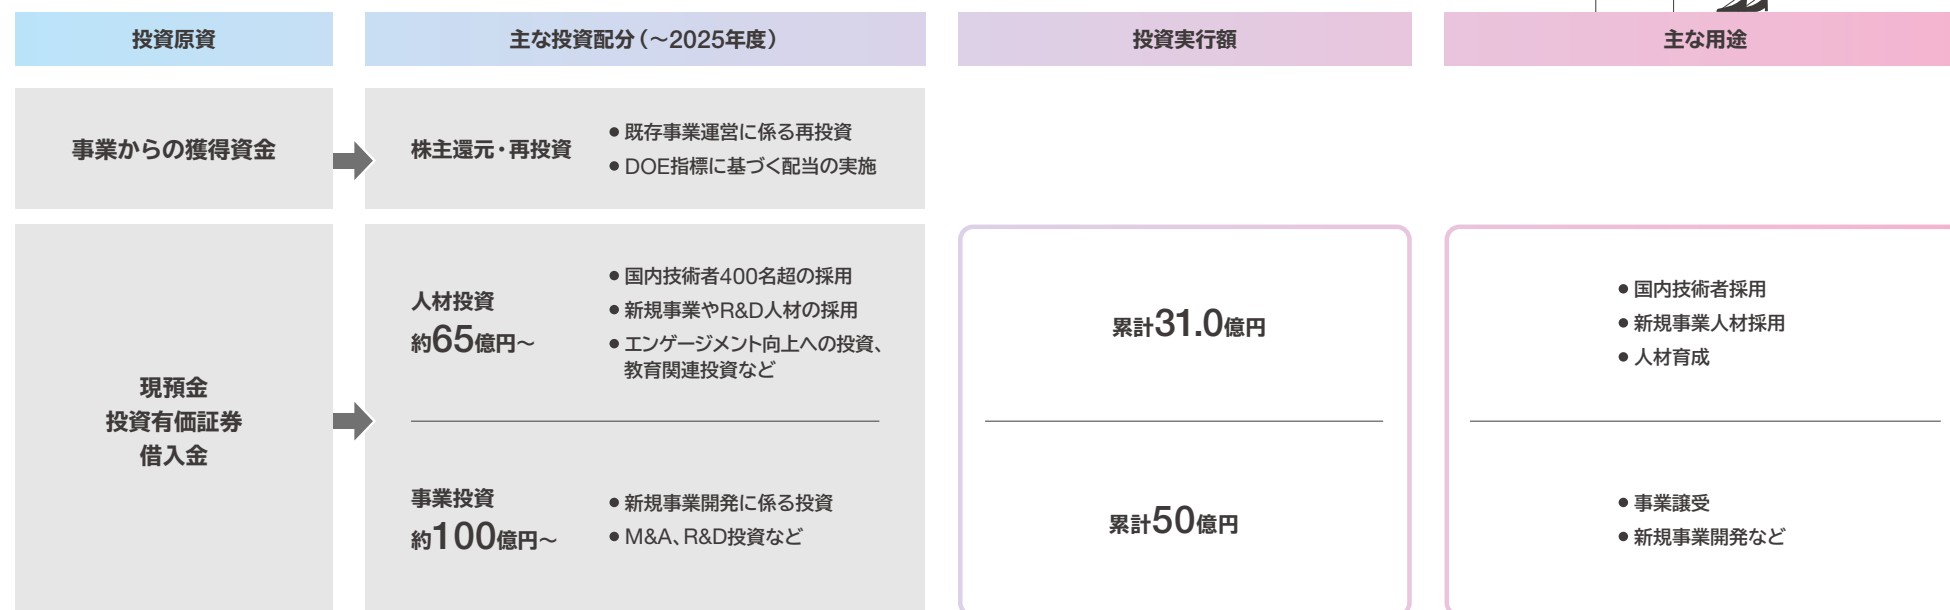 投資原資
主な投資配分（～2025年度）
投資実行額
主な用途
事業からの獲得資金
株主還元・再投資
● 既存事業運営に係る再投資
● DOE指標に基づく配当の実施
現預金
投資有価証券
借入金
人材投資
約65億円～
● 国内技術者400名超の採用
● 新規事業やR&D人材の採用
● エンゲージメント向上への投資、
教育関連投資など
累計31.0億円
● 国内技術者採用
● 新規事業人材採用
● 人材育成
事業投資
約100億円～
● 新規事業開発に係る投資
● M&A、R&D投資など
累計50億円
● 事業譲受
● 新規事業開発など